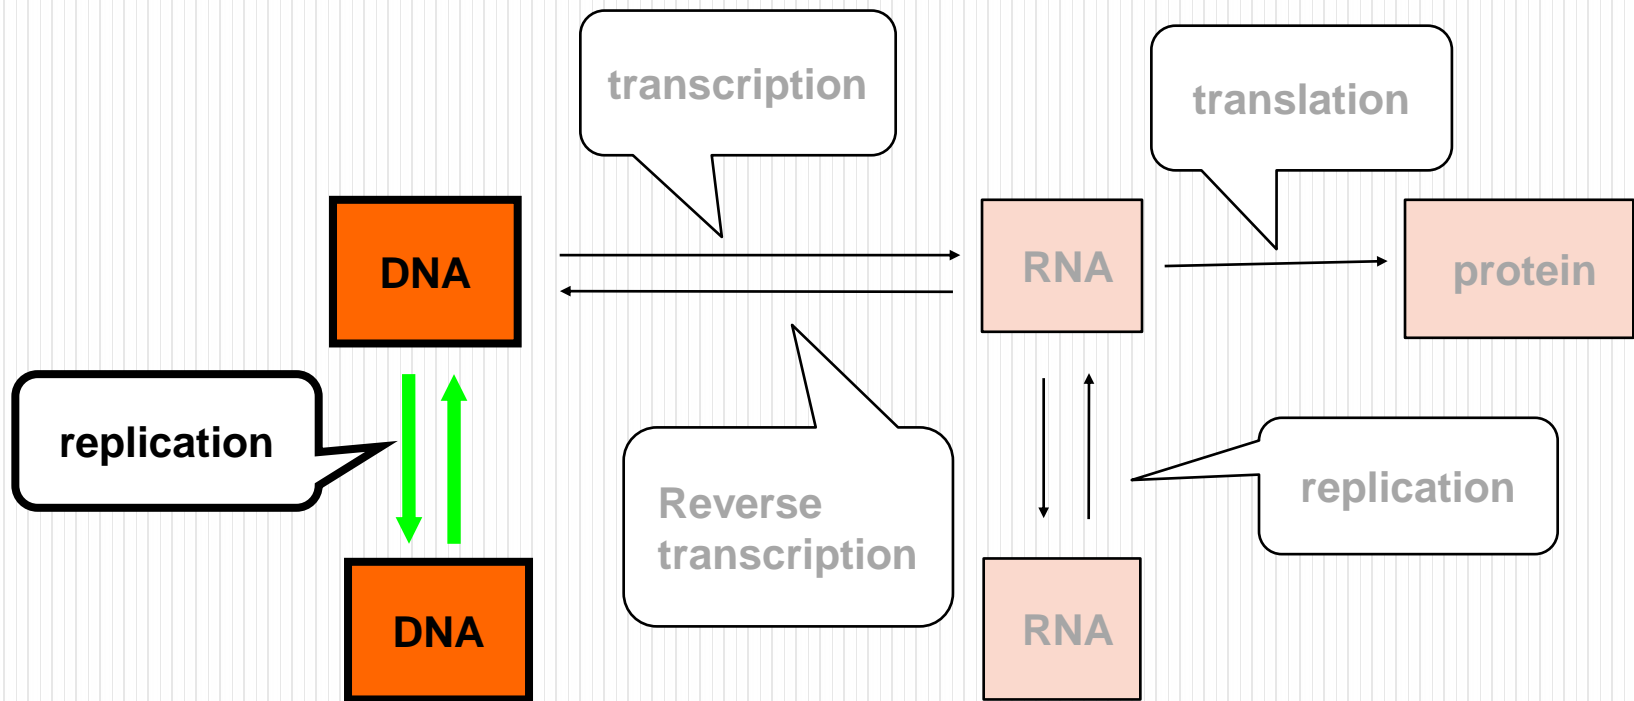 transcription
translation
DNA
RNA
protein
replication
Reverse
transcription
replication
DNA
RNA